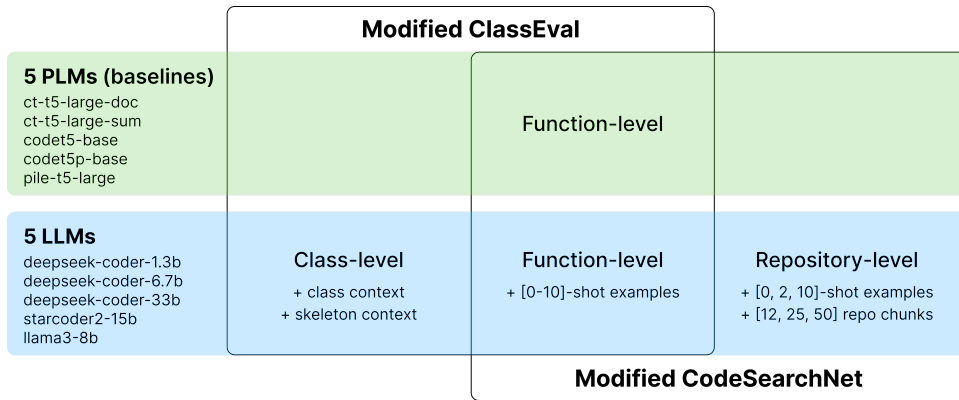 Modified ClassEval
5 PLMs (baselines)
ct-t5-large-doc
ct-t5-large-sum
codet5-base
codet5p-base
pile-t5-large
Function-level
5 LLMs
deepseek-coder-1.3b
deepseek-coder-6.7b
deepseek-coder-33b
starcoder2-15b
llama3-8b
Class-level
+ class context
+ skeleton context
Function-level
+ [0-10]-shot examples
Repository-level
+ [0, 2, 10]-shot examples
+ [12, 25, 50] repo chunks
Modified CodeSearchNet